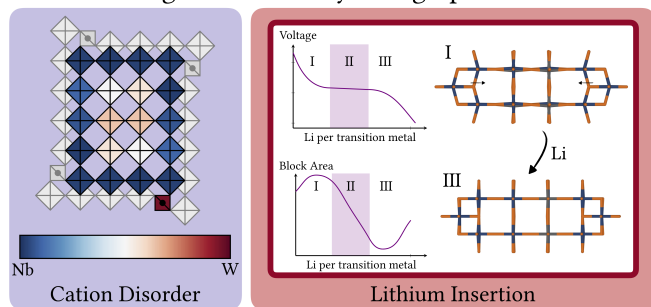 Nb
W
Cation Disorder
Voltage
I
II
III
Li per transition metal
Block Area
I
II
III
Li per transition metal
I
Li
III
Lithium Insertion